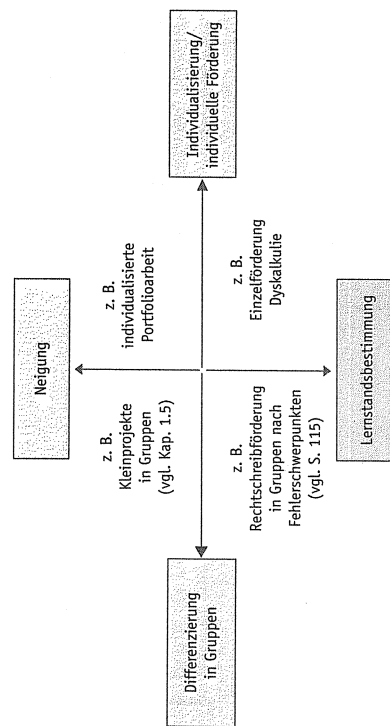 Neigung
z. B.
Kleinprojekte
in Gruppen
(vgl. Kap. 1.5)
z. B.
individualisierte
Portfolioarbeit
Differenzierung
in Gruppen
Individualisierung/
individuelle Förderung
z. B.
Rechtschreibförderung
in Gruppen nach
Fehlerschwerpunkten
(vgl. S. 115)
z. B.
Einzelförderung
Dyskalkulie
Lernstandsbestimmung